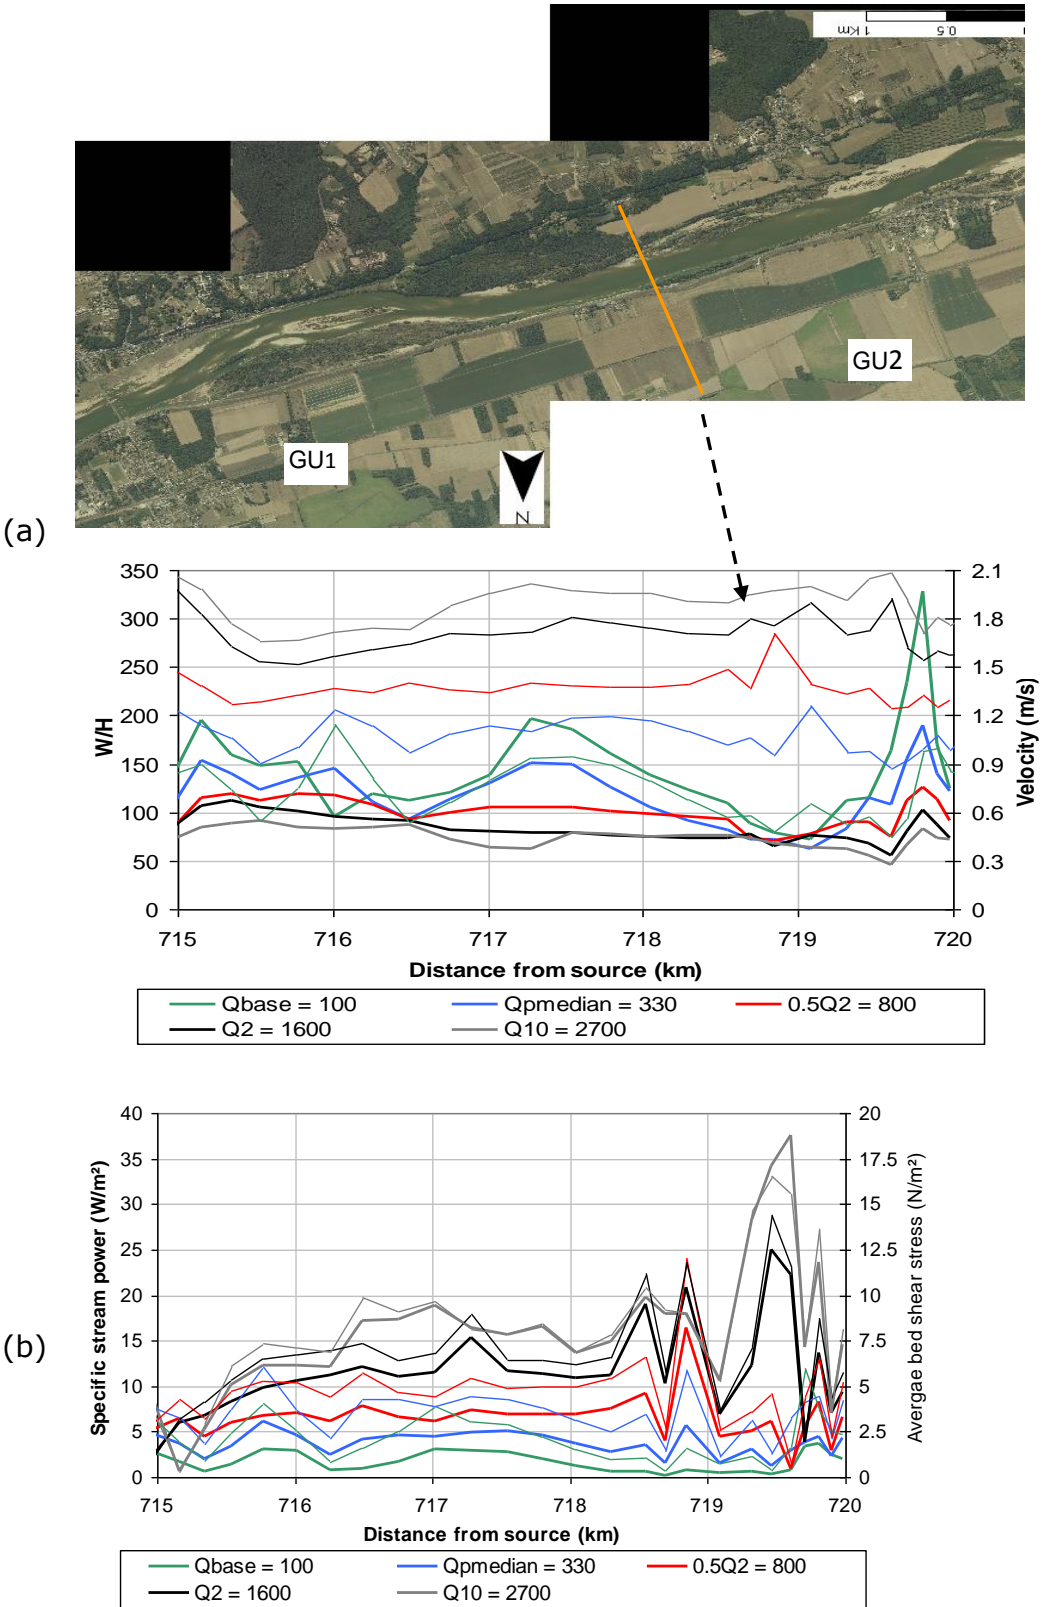 1 Km
0.5
0
GU2
GU1
N
(a)
350
300
250
200
150
100
50
0
W/H
2.1
1.8
1.5
1.2
0.9
0.6
0.3
0
Velocity (m/s)
715 716 717 718 719 720
Distance from source (km)
Qbase = 100 Qpmedian = 330 0.5Q2 = 800
Q2 = 1600 Q10 = 2700
(b)
40
35
30
25
20
15
10
5
0
Specific stream power (W/m²)
20
17.5
15
12.5
10
7.5
5
2.5
0
Avergae bed shear stress (N/m²)
715 716 717 718 719 720
Distance from source (km)
Qbase = 100 Qpmedian = 330 0.5Q2 = 800
Q2 = 1600 Q10 = 2700